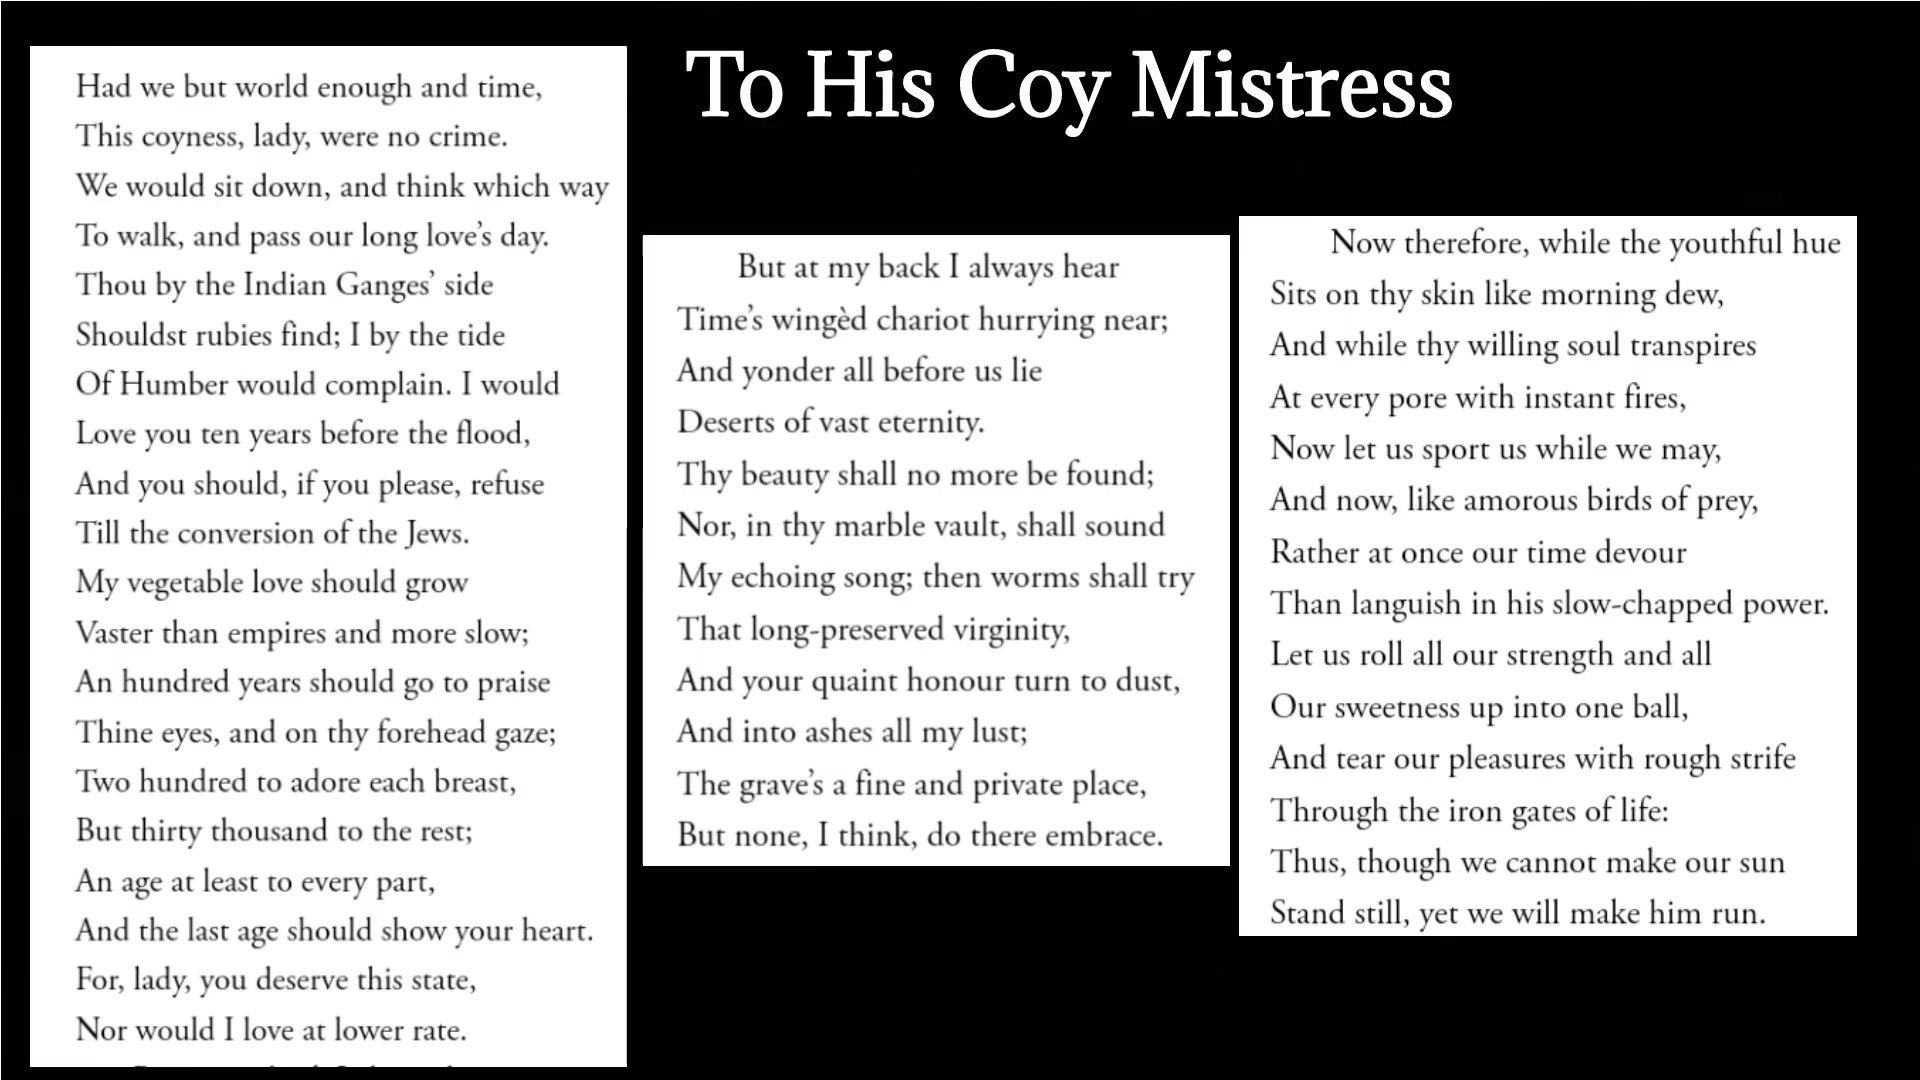 To His Coy Mistress
Had we but world enough and time,
This coyness, lady, were no crime.
We would sit down, and think which way
To walk, and pass our long love’s day.
Thou by the Indian Ganges’ side
Shouldst rubies find; I by the tide
Of Humber would complain. I would
Love you ten years before the flood,
And you should, if you please, refuse
Till the conversion of the Jews.
My vegetable love should grow
Vaster than empires and more slow;
An hundred years should go to praise
Thine eyes, and on thy forehead gaze;
Two hundred to adore each breast,
But thirty thousand to the rest;
An age at least to every part,
And the last age should show your heart.
For, lady, you deserve this state,
Nor would I love at lower rate.
But at my back I always hear
Time’s wingèd chariot hurrying near;
And yonder all before us lie
Deserts of vast eternity.
Thy beauty shall no more be found;
Nor, in thy marble vault, shall sound
My echoing song; then worms shall try
That long-preserved virginity,
And your quaint honour turn to dust,
And into ashes all my lust;
The grave’s a fine and private place,
But none, I think, do there embrace.
Now therefore, while the youthful hue
Sits on thy skin like morning dew,
And while thy willing soul transpires
At every pore with instant fires,
Now let us sport us while we may,
And now, like amorous birds of prey,
Rather at once our time devour
Than languish in his slow-chapped power.
Let us roll all our strength and all
Our sweetness up into one ball,
And tear our pleasures with rough strife
Through the iron gates of life:
Thus, though we cannot make our sun
Stand still, yet we will make him run.